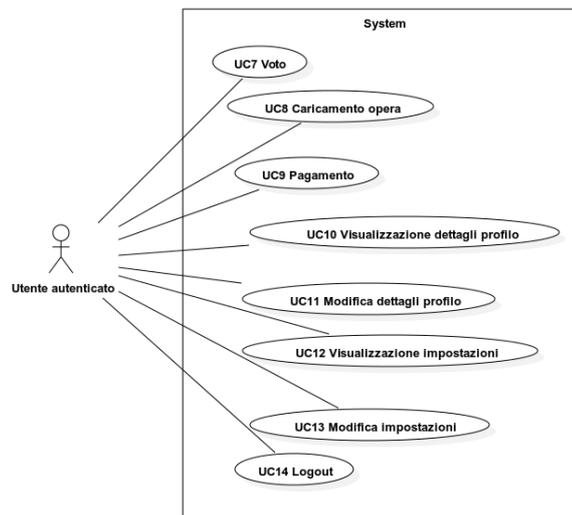 System
UC7 Voto
UC8 Caricamento opera
UC9 Pagamento
UC10 Visualizzazione dettagli profilo
Utente autenticato
UC11 Modifica dettagli profilo
UC12 Visualizzazione impostazioni
UC13 Modifica impostazioni
UC14 Logout